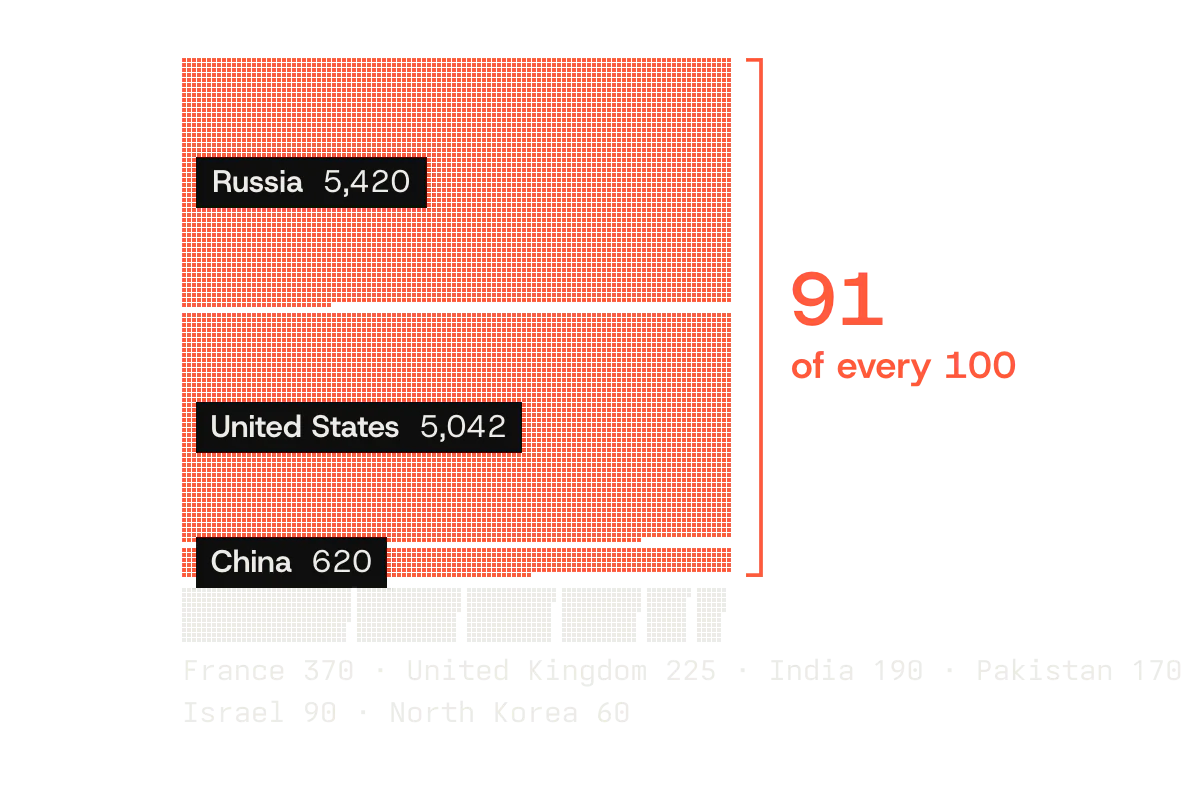 Russia 5,420
91
of every 100
United States 5,042
China 620
France 370 · United Kingdom 225 · India 190 · Pakistan 170
Israel 90 · North Korea 60